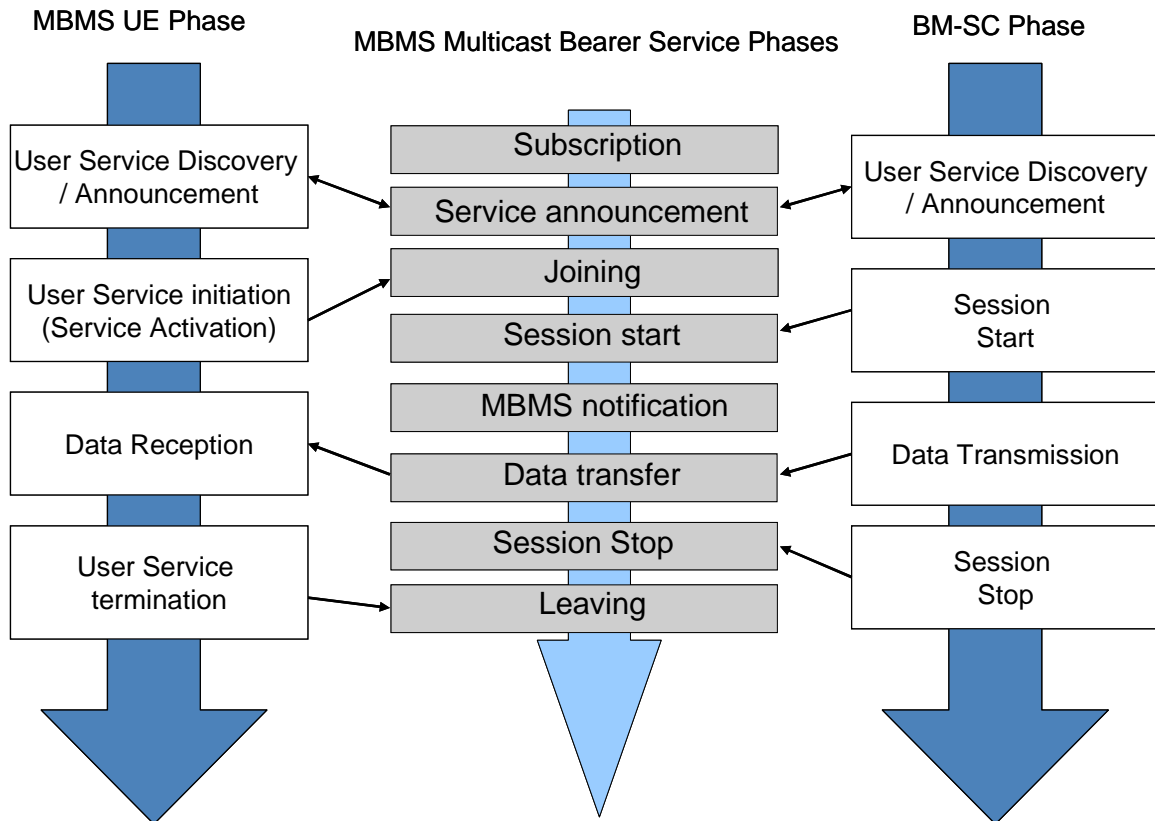 MBMS UE Phase
MBMS Multicast Bearer Service Phases
BM-SC Phase
User Service Discovery
/ Announcement
User Service initiation
(Service Activation)
Data Reception
User Service
termination
Subscription
Service announcement
Joining
Session start
MBMS notification
Data transfer
Session Stop
Leaving
User Service Discovery
/ Announcement
Session
Start
Data Transmission
Session
Stop